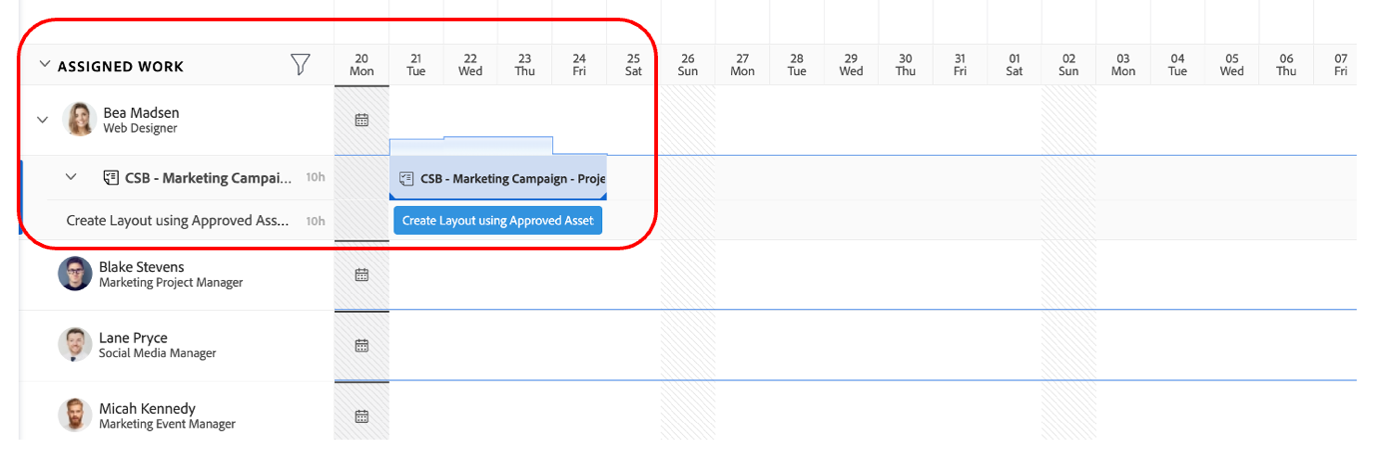 ASSIGNED WORK
20 21 22 23 24 25 26 27 28 29 30 31 01 02 03 04 05 06 07
Mon Tue Wed Thu Fri Sat Sun Mon Tue Wed Thu Fri Sat Sun Mon Tue Wed Thu Fri
Bea Madsen
Web Designer
CSB - Marketing Campai... 10h CSB - Marketing Campaign - Proje
Create Layout using Approved Ass... 10h Create Layout using Approved Asset
Blake Stevens
Marketing Project Manager
Lane Pryce
Social Media Manager
Micah Kennedy
Marketing Event Manager